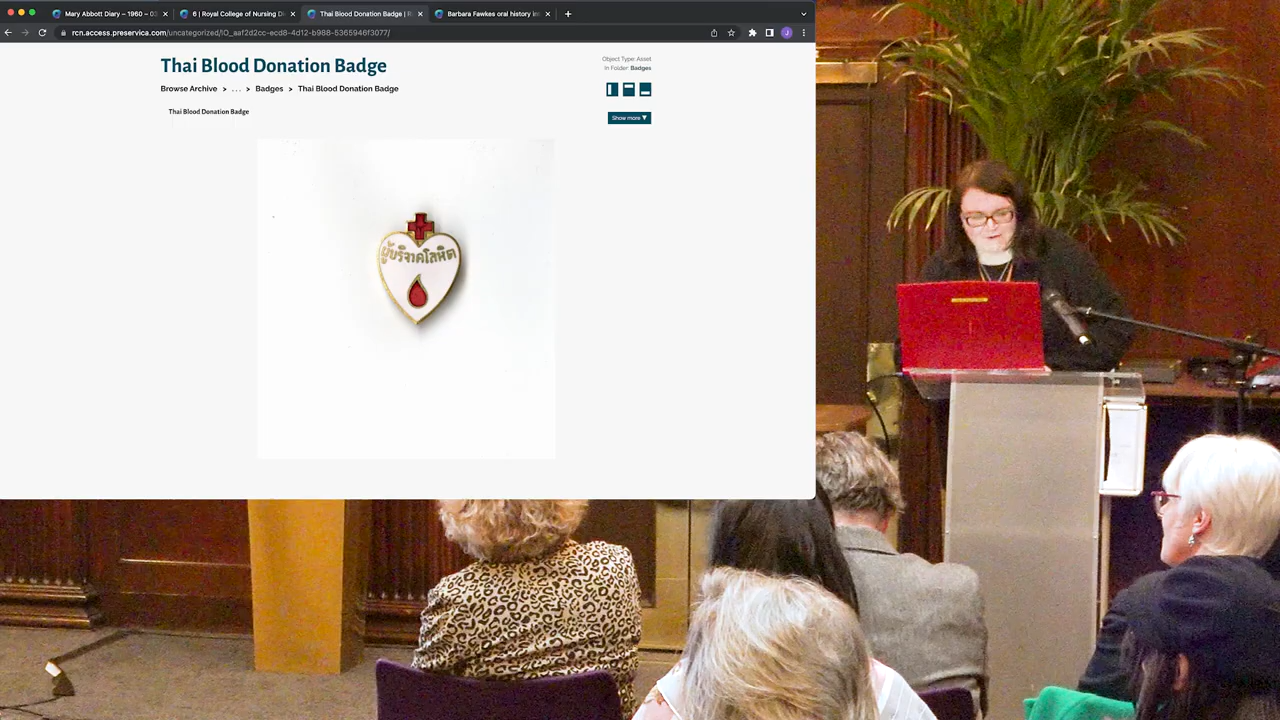 Mary Abbott Diary – 1960 – 0
6 | Royal College of Nursing Di
Thai Blood Donation Badge | R
Barbara Fawkes oral history in
rcn.access.preservica.com/uncategorized/IO_aaf2d2cc-ecd8-4d12-b988-5365946f3077/
J
Thai Blood Donation Badge
Object Type: Asset
In Folder: Badges
Browse Archive > ... > Badges > Thai Blood Donation Badge
Thai Blood Donation Badge
Show more ▼
ผู้บริจาคโลหิต